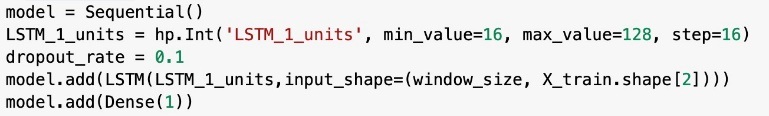 model = Sequential()
LSTM_1_units = hp.Int('LSTM_1_units', min_value=16, max_value=128, step=16)
dropout_rate = 0.1
model.add(LSTM(LSTM_1_units,input_shape=(window_size, X_train.shape[2])))
model.add(Dense(1))